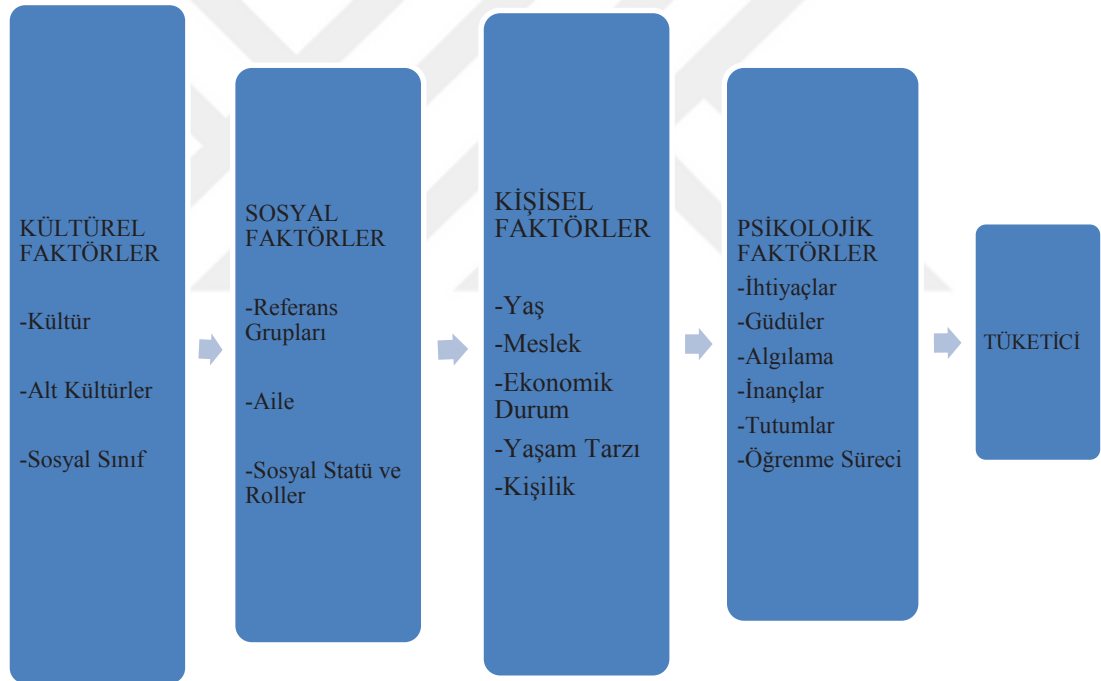 KÜLTÜREL
FAKTÖRLER
-Kültür
-Alt Kültürler
-Sosyal Sınıf
SOSYAL
FAKTÖRLER
-Referans
Grupları
-Aile
-Sosyal Statü ve
Roller
KİŞİSEL
FAKTÖRLER
-Yaş
-Meslek
-Ekonomik
Durum
-Yaşam Tarzı
-Kişilik
PSİKOLOJİK
FAKTÖRLER
-İhtiyaçlar
-Güdüler
-Algılama
-İnançlar
-Tutumlar
-Öğrenme Süreci
TÜKETİCİ